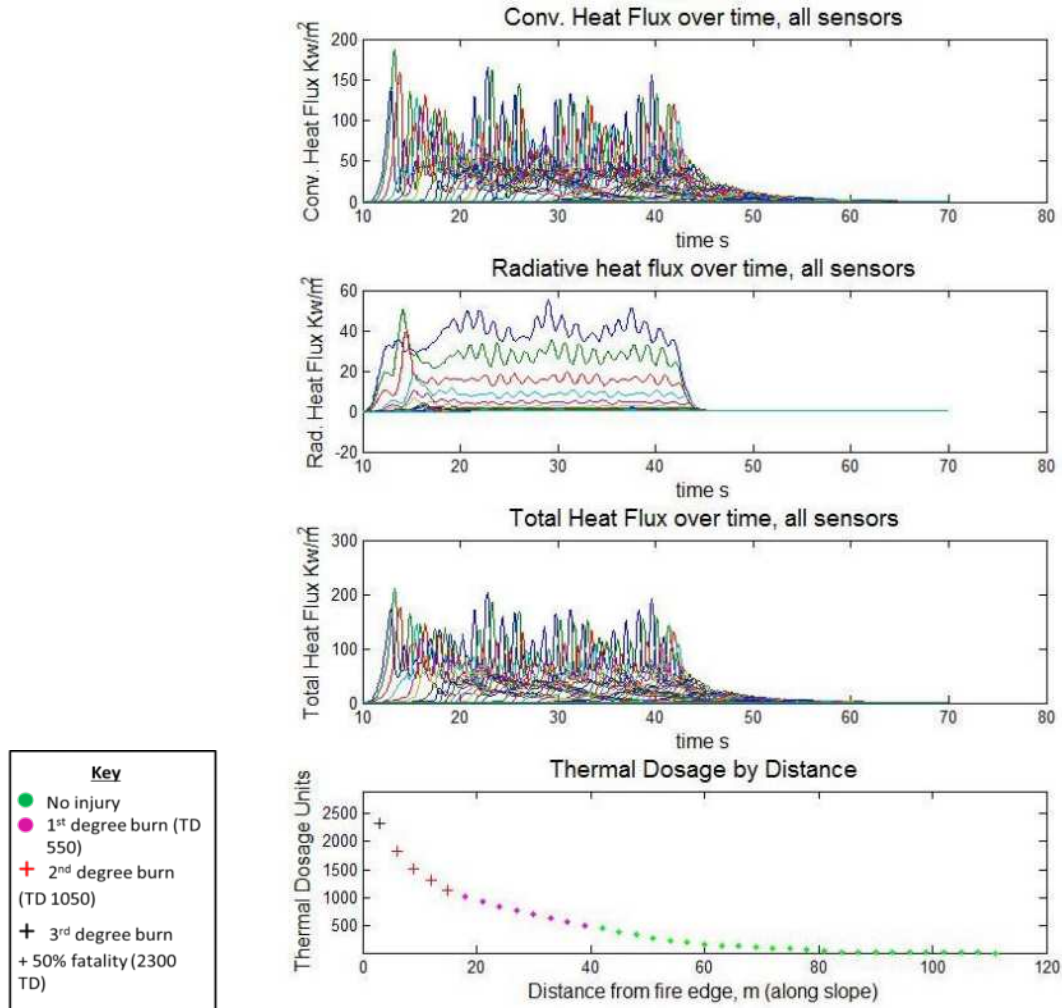 Conv. Heat Flux over time, all sensors
Conv. Heat Flux Kw/m²
200
150
100
50
0
10 20 30 40 50 60 70 80
time s
Radiative heat flux over time, all sensors
Rad. Heat Flux Kw/m²
60
40
20
0
-20
10 20 30 40 50 60 70 80
time s
Total Heat Flux over time, all sensors
Total Heat Flux Kw/m²
300
200
100
0
10 20 30 40 50 60 70 80
time s
Key
No injury
1st degree burn (TD
550)
2nd degree burn
(TD 1050)
3rd degree burn
+ 50% fatality (2300
TD)
Thermal Dosage by Distance
Thermal Dosage Units
2500
2000
1500
1000
500
0 20 40 60 80 100 120
Distance from fire edge, m (along slope)